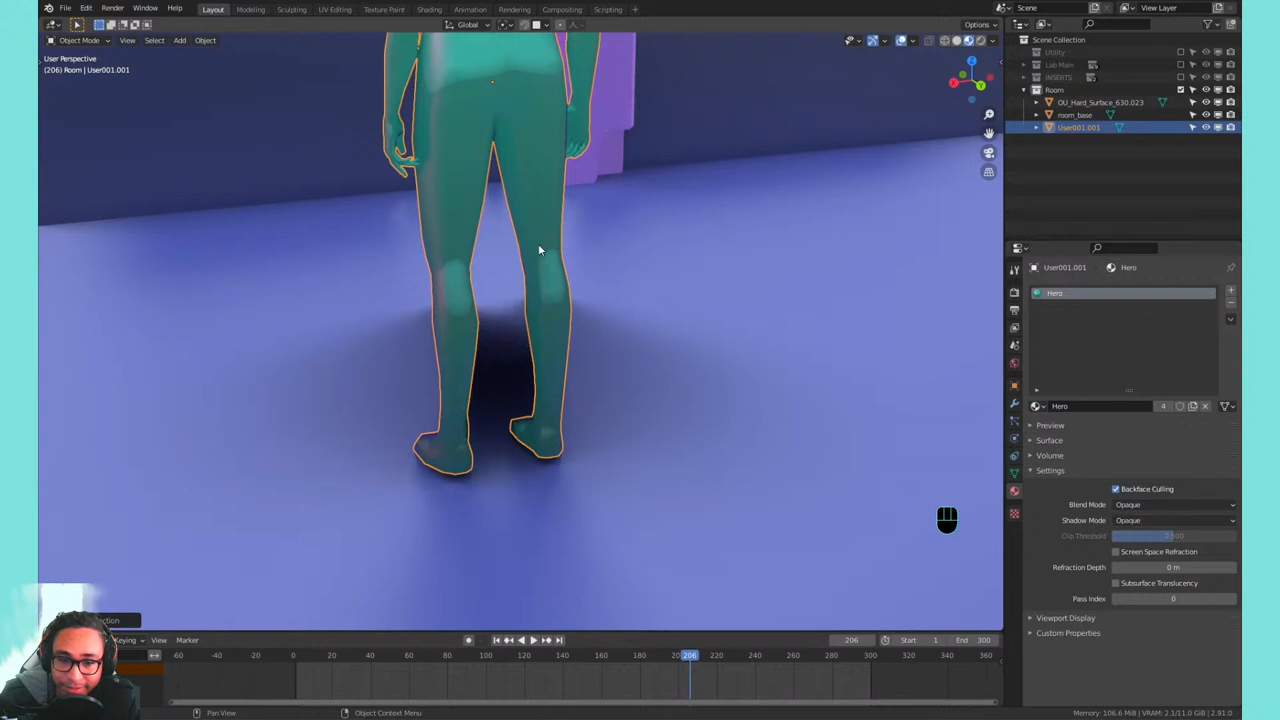 File Edit Render Window Help Layout Modeling Sculpting UV Editing Texture Paint Shading Animation Rendering Compositing Scripting + Scene View Layer
Global Options
Object Mode View Select Add Object
User Perspective
(206) Room | User001.001
Scene Collection
Utility
Lab Main
INSERTS
Room
OU_Hard_Surface_630.023
room_base
User001.001
User001.001 Hero
Hero
Hero 4
Preview
Surface
Volume
Settings
Backface Culling
Blend Mode Opaque
Shadow Mode Opaque
Clip Threshold 0.500
Screen Space Refraction
Refraction Depth 0 m
Subsurface Translucency
Pass Index 0
Viewport Display
Custom Properties
Keying View Marker 206 Start 1 End 300
-60 -40 -20 0 20 40 60 80 100 120 140 160 180 206 220 240 260 280 300 320 340 360
Pan View Object Context Menu Memory: 106.6 MiB | VRAM: 2.1/11.0 GiB | 2.91.0